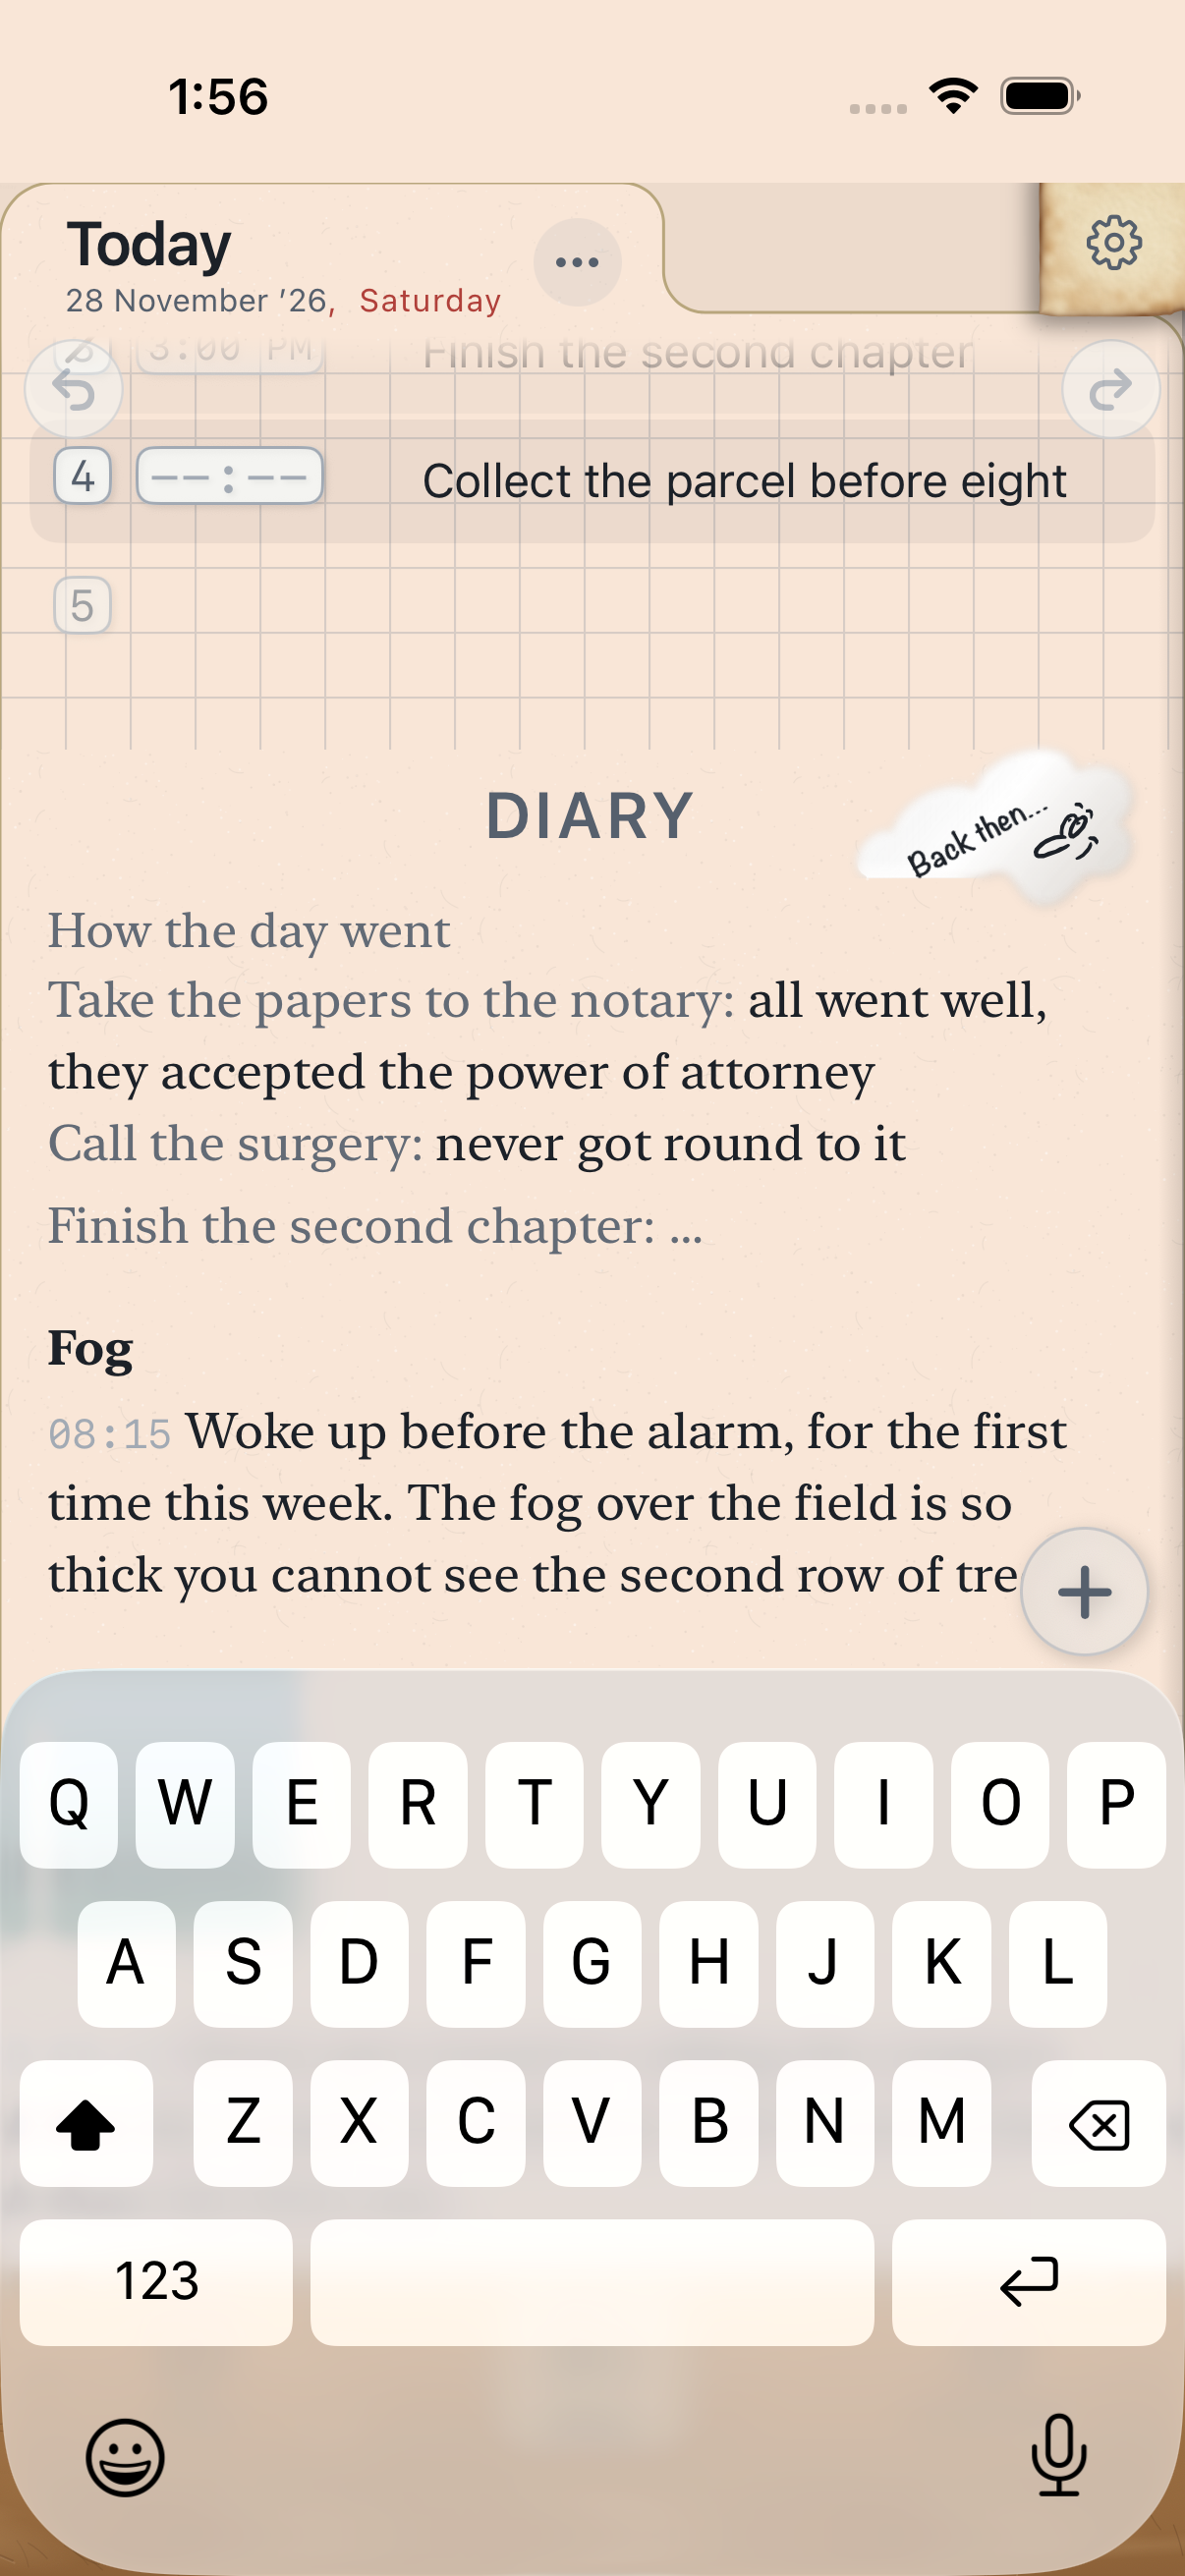 1:56
Today
28 November '26, Saturday
3:00 PM Finish the second chapter
4 --:-- Collect the parcel before eight
5
DIARY
Back then...
How the day went
Take the papers to the notary: all went well,
they accepted the power of attorney
Call the surgery: never got round to it
Finish the second chapter: ...
Fog
08:15 Woke up before the alarm, for the first
time this week. The fog over the field is so
thick you cannot see the second row of tre
Q W E R T Y U I O P
A S D F G H J K L
Z X C V B N M
123